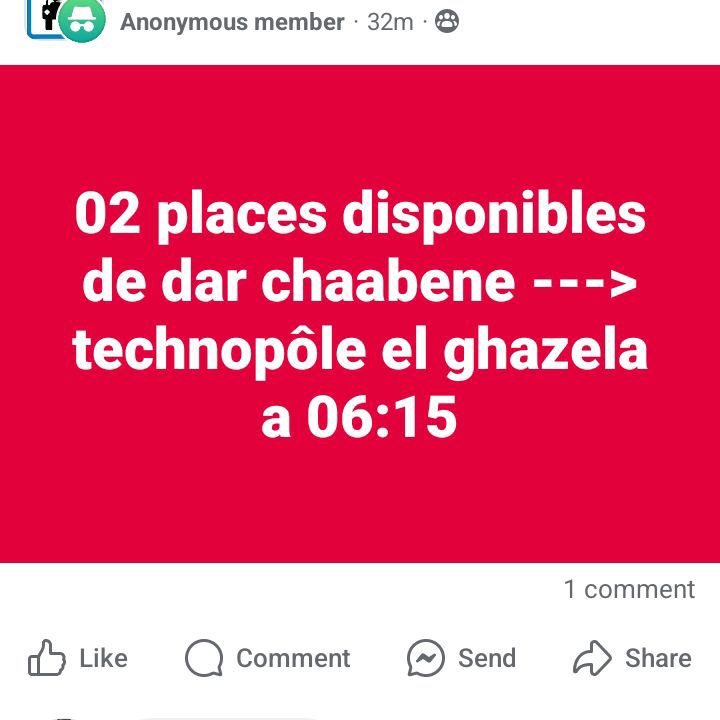 Anonymous member · 32m ·
02 places disponibles
de dar chaabene --->
technopôle el ghazela
a 06:15
1 comment
Like Comment Send Share